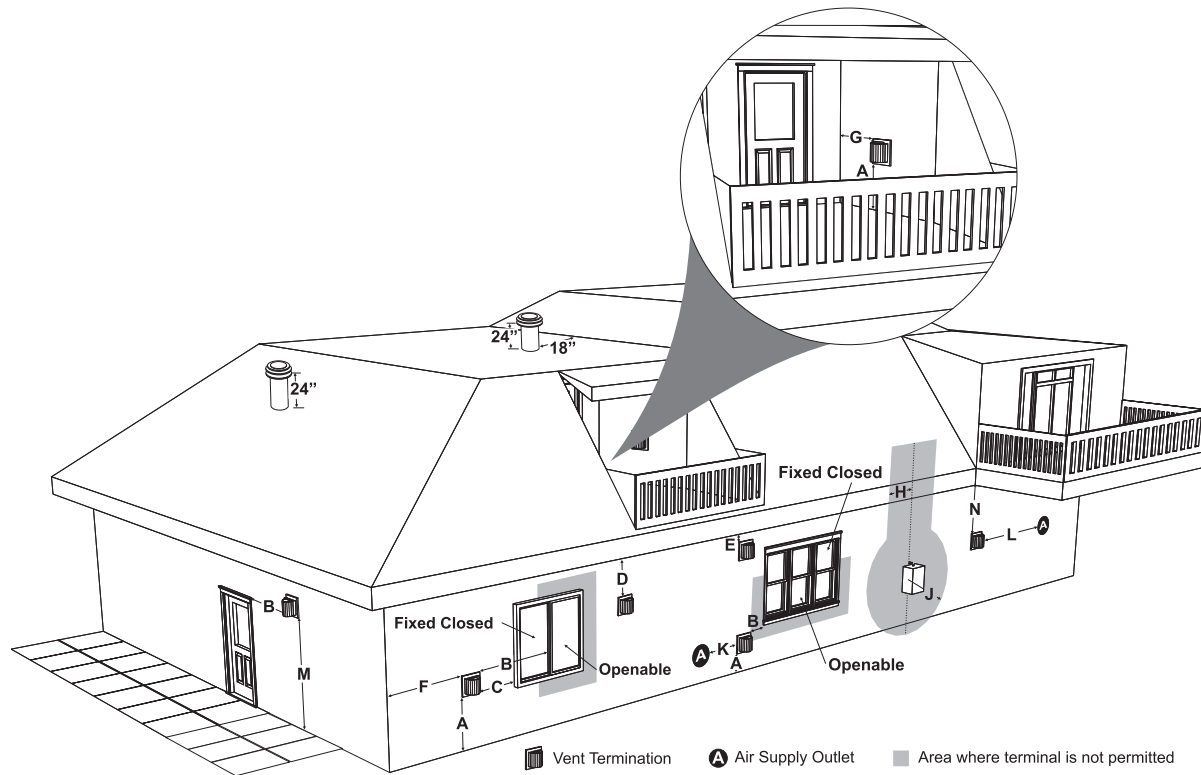 G
A
24”
18”
24”
Fixed Closed
H
N
L
A
E
D
J
B
Fixed Closed
B
Openable
B
K
A
A
Openable
M
F
C
A
Vent Termination
A Air Supply Outlet
Area where terminal is not permitted